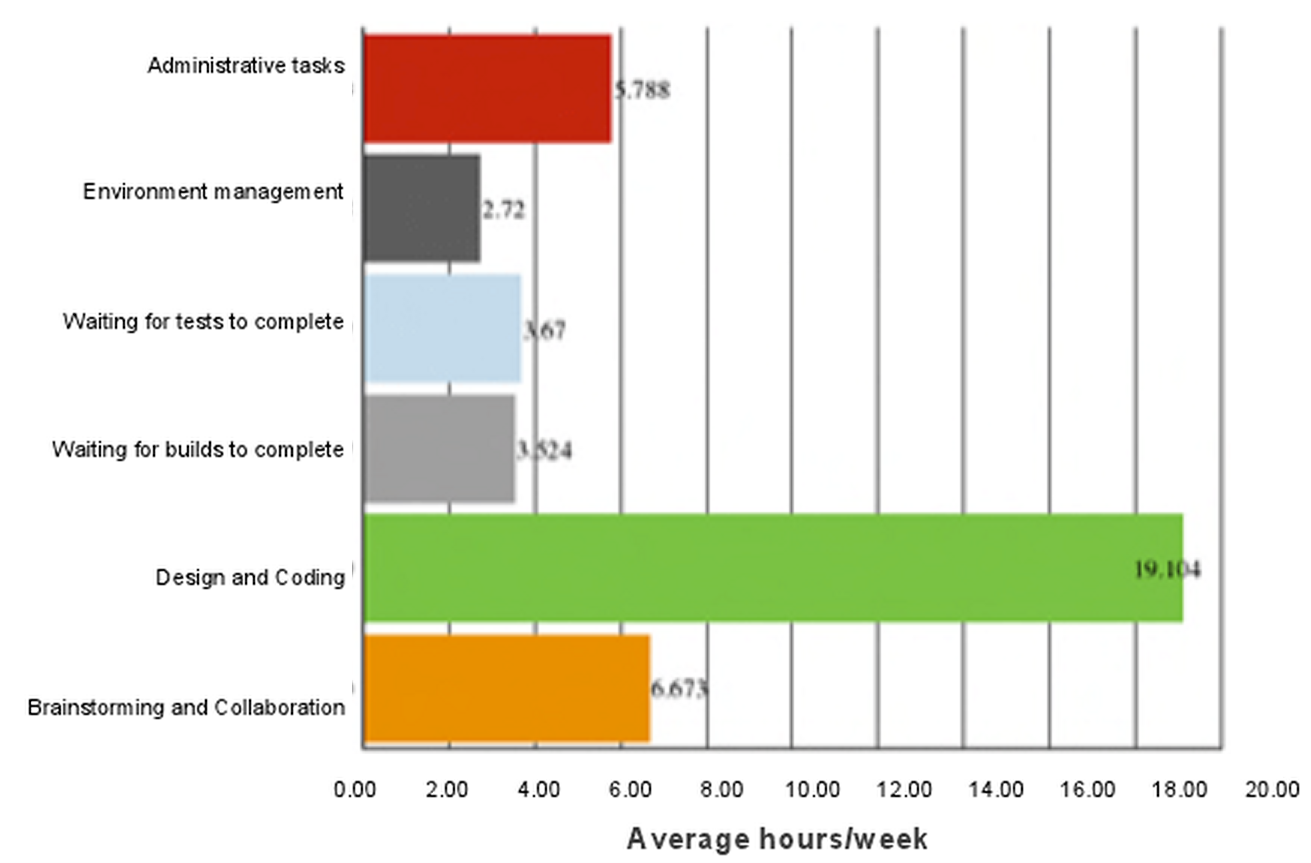 Administrative tasks
5.788
Environment management
2.72
Waiting for tests to complete
3.67
Waiting for builds to complete
3.524
Design and Coding
19.104
Brainstorming and Collaboration
6.673
0.00 2.00 4.00 6.00 8.00 10.00 12.00 14.00 16.00 18.00 20.00
Average hours/week